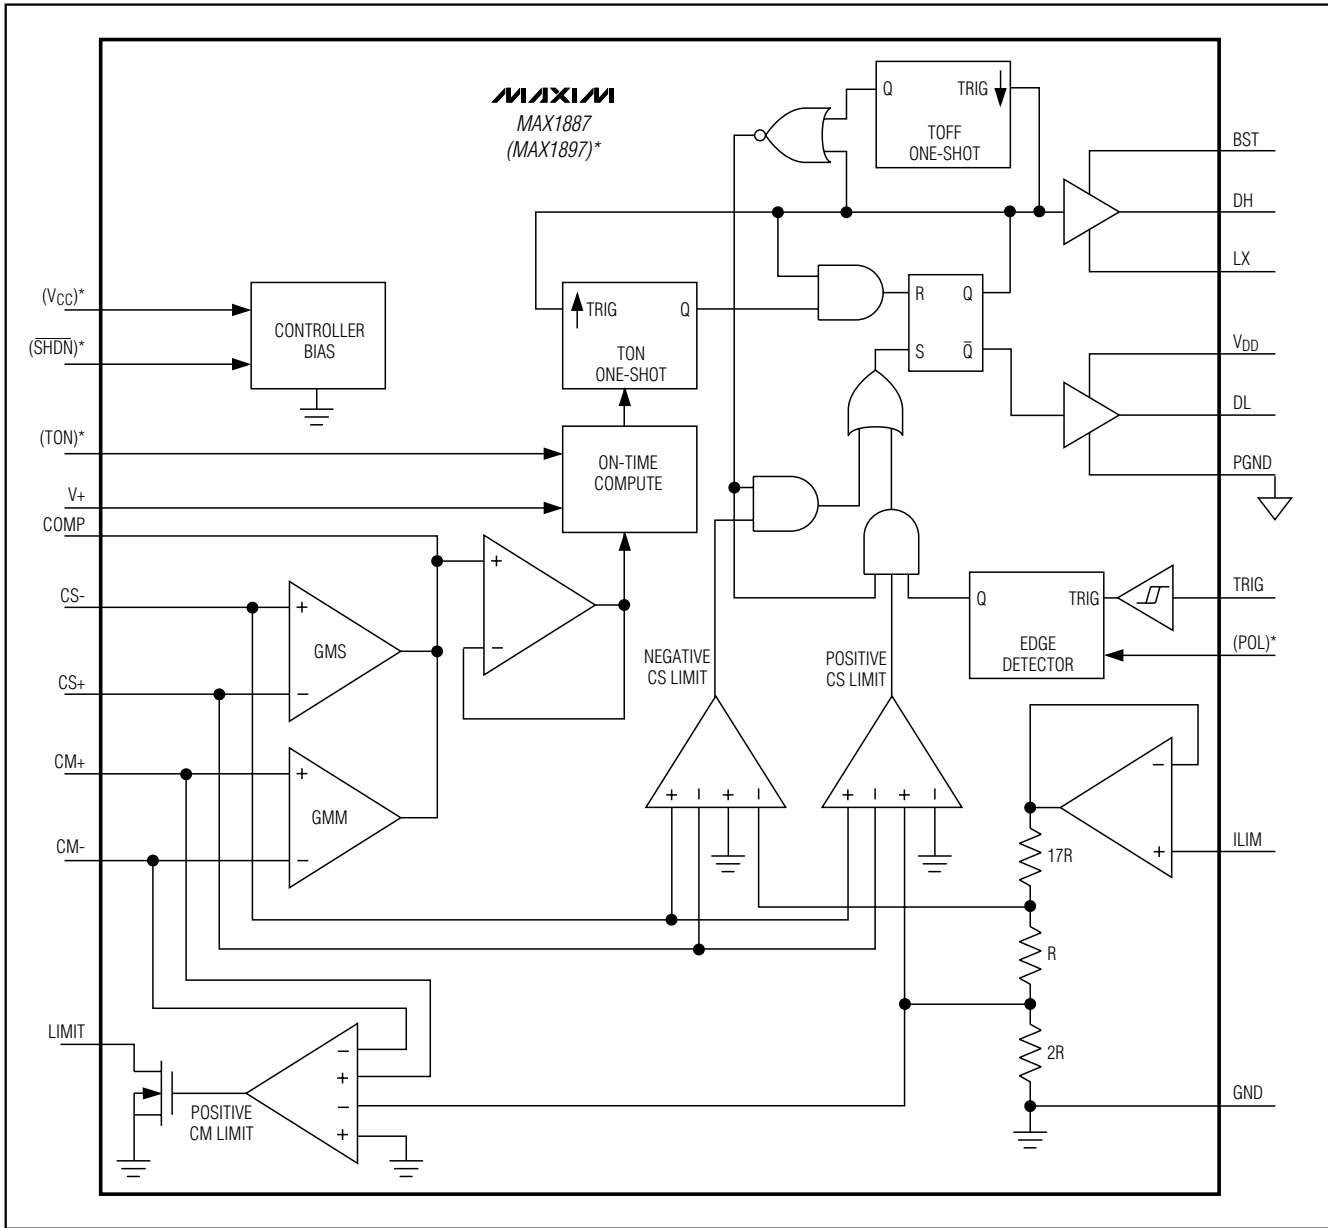 MAXIM
MAX1887
(MAX1897)*
Q
TRIG
TOFF
ONE-SHOT
BST
DH
LX
(VCC)*
(SHDN)*
CONTROLLER
BIAS
TRIG
Q
TON
ONE-SHOT
R
Q
S
Q̅
VDD
DL
PGND
(TON)*
V+
ON-TIME
COMPUTE
COMP
+
−
CS-
CS+
+
GMS
−
CM+
CM-
+
GMM
−
NEGATIVE
CS LIMIT
+ − + −
POSITIVE
CS LIMIT
+ − + −
Q
TRIG
EDGE
DETECTOR
TRIG
(POL)*
−
+
ILIM
17R
R
2R
GND
LIMIT
POSITIVE
CM LIMIT
−
+
−
+